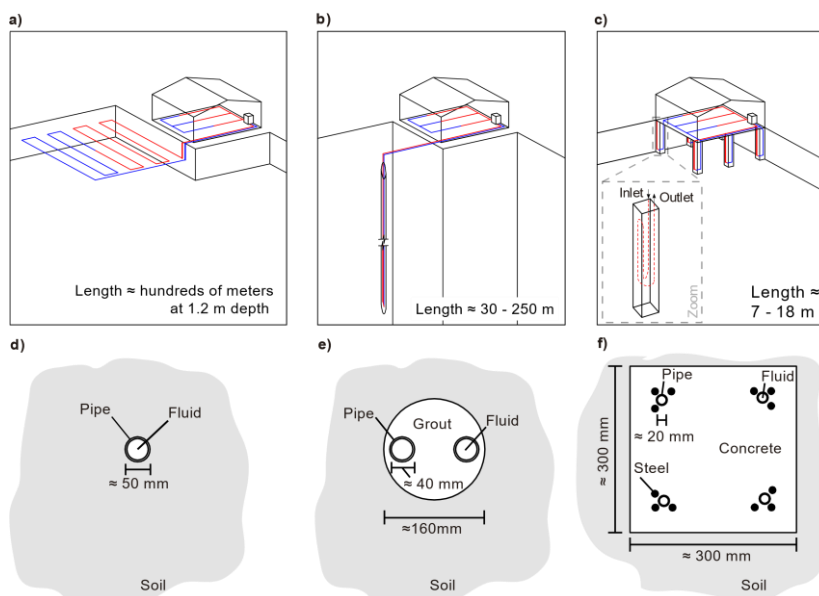 a)
b)
c)
Length ≈ hundreds of meters
at 1.2 m depth
Length ≈ 30 - 250 m
Inlet
Outlet
Zoom
Length ≈
7 - 18 m
d)
e)
f)
Pipe
Fluid
≈ 50 mm
Soil
Grout
Pipe
Fluid
≈ 40 mm
≈160mm
Soil
Pipe
Fluid
≈ 20 mm
Concrete
≈ 300 mm
Steel
≈ 300 mm
Soil